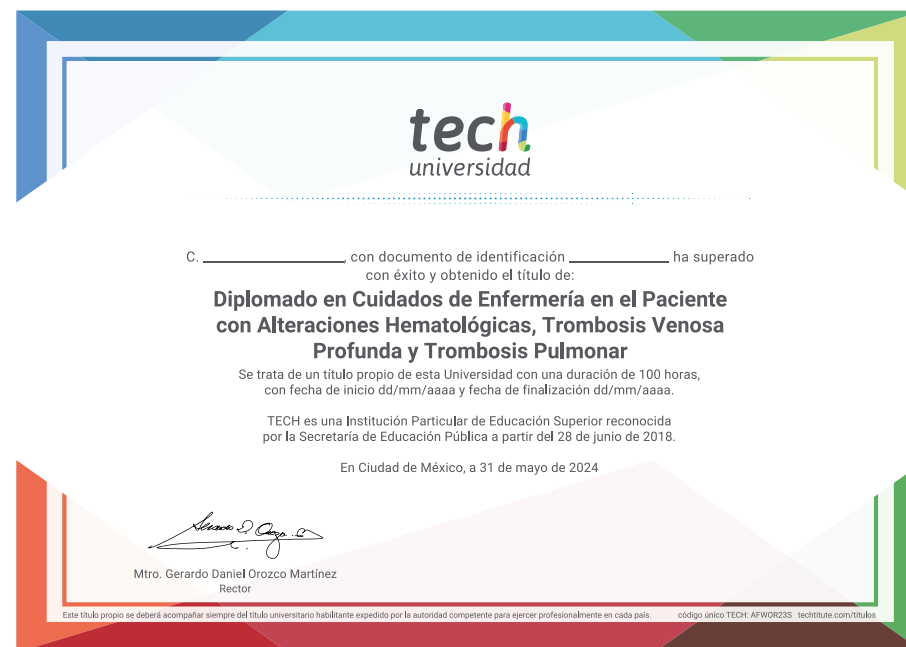 tech
universidad
C. ____________, con documento de identificación ____________ ha superado
con éxito y obtenido el título de:
Diplomado en Cuidados de Enfermería en el Paciente
con Alteraciones Hematológicas, Trombosis Venosa
Profunda y Trombosis Pulmonar
Se trata de un título propio de esta Universidad con una duración de 100 horas,
con fecha de inicio dd/mm/aaaa y fecha de finalización dd/mm/aaaa.
TECH es una Institución Particular de Educación Superior reconocida
por la Secretaría de Educación Pública a partir del 28 de junio de 2018.
En Ciudad de México, a 31 de mayo de 2024
Mtro. Gerardo Daniel Orozco Martínez
Rector
Este título propio se deberá acompañar siempre del título universitario habilitante expedido por la autoridad competente para ejercer profesionalmente en cada país. código único TECH: AFWOR23S techtitute.com/titulos